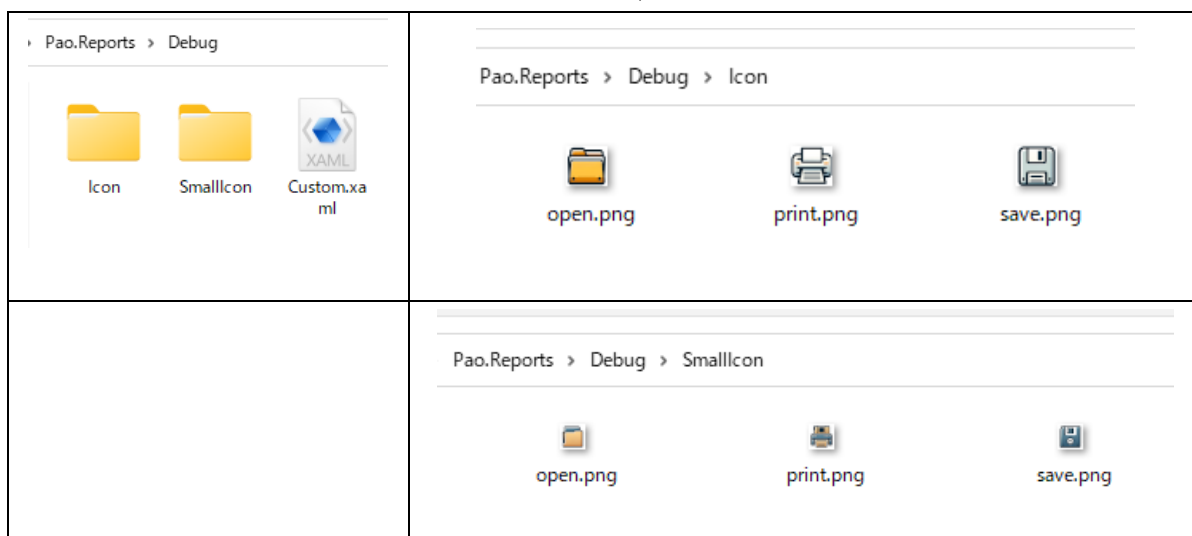 › Pao.Reports › Debug
XAML
Icon
SmallIcon
Custom.xa
ml
Pao.Reports › Debug › Icon
open.png
print.png
save.png
Pao.Reports › Debug › SmallIcon
open.png
print.png
save.png